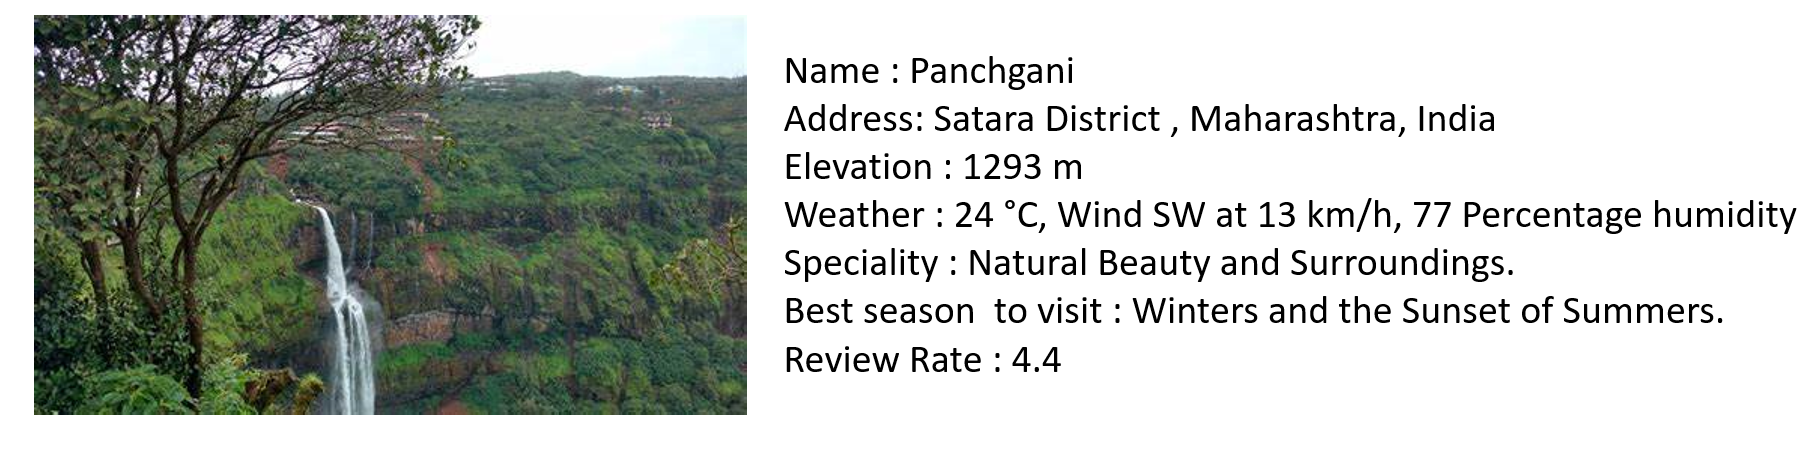 Name : Panchgani
Address: Satara District , Maharashtra, India
Elevation : 1293 m
Weather : 24 °C, Wind SW at 13 km/h, 77 Percentage humidity
Speciality : Natural Beauty and Surroundings.
Best season  to visit : Winters and the Sunset of Summers.
Review Rate : 4.4